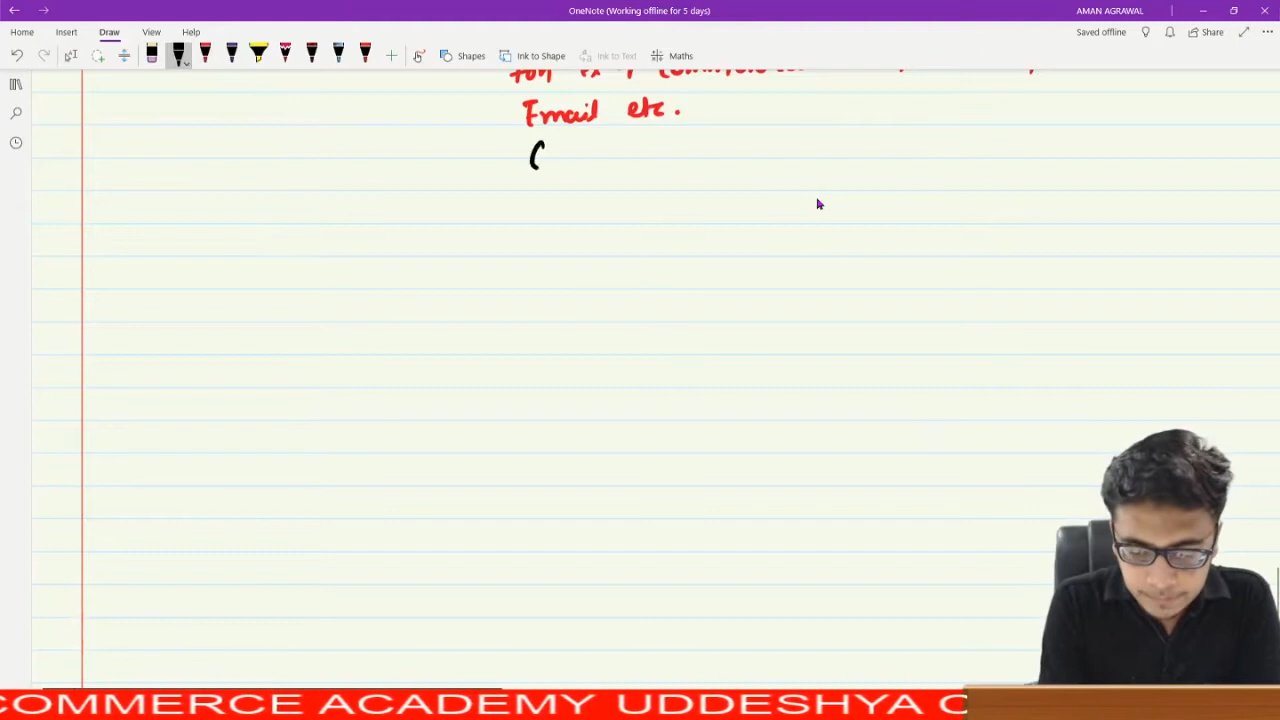 OneNote (Working offline for 5 days)
AMAN AGRAWAL
Home Insert Draw View Help
Saved offline
Share
Shapes
Ink to Shape
Ink to Text
Maths
Email etc.
(
COMMERCE ACADEMY UDDESHYA C